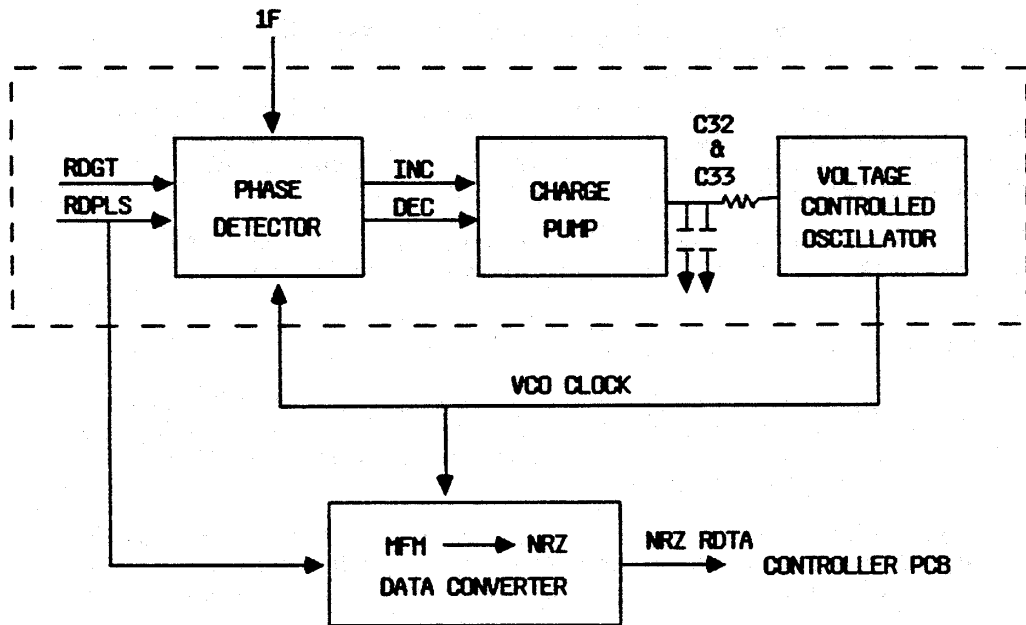 1F
RDGT
RDPLS
PHASE
DETECTOR
INC
DEC
CHARGE
PUMP
C32
&
C33
VOLTAGE
CONTROLLED
OSCILLATOR
VCO CLOCK
MFM NRZ
DATA CONVERTER
NRZ RDTA
CONTROLLER PCB